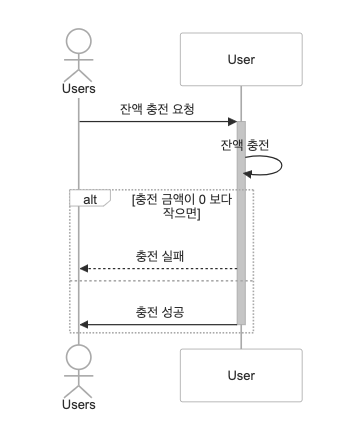 Users
User
잔액 충전 요청
잔액 충전
alt
[충전 금액이 0 보다
작으면]
충전 실패
충전 성공
Users
User